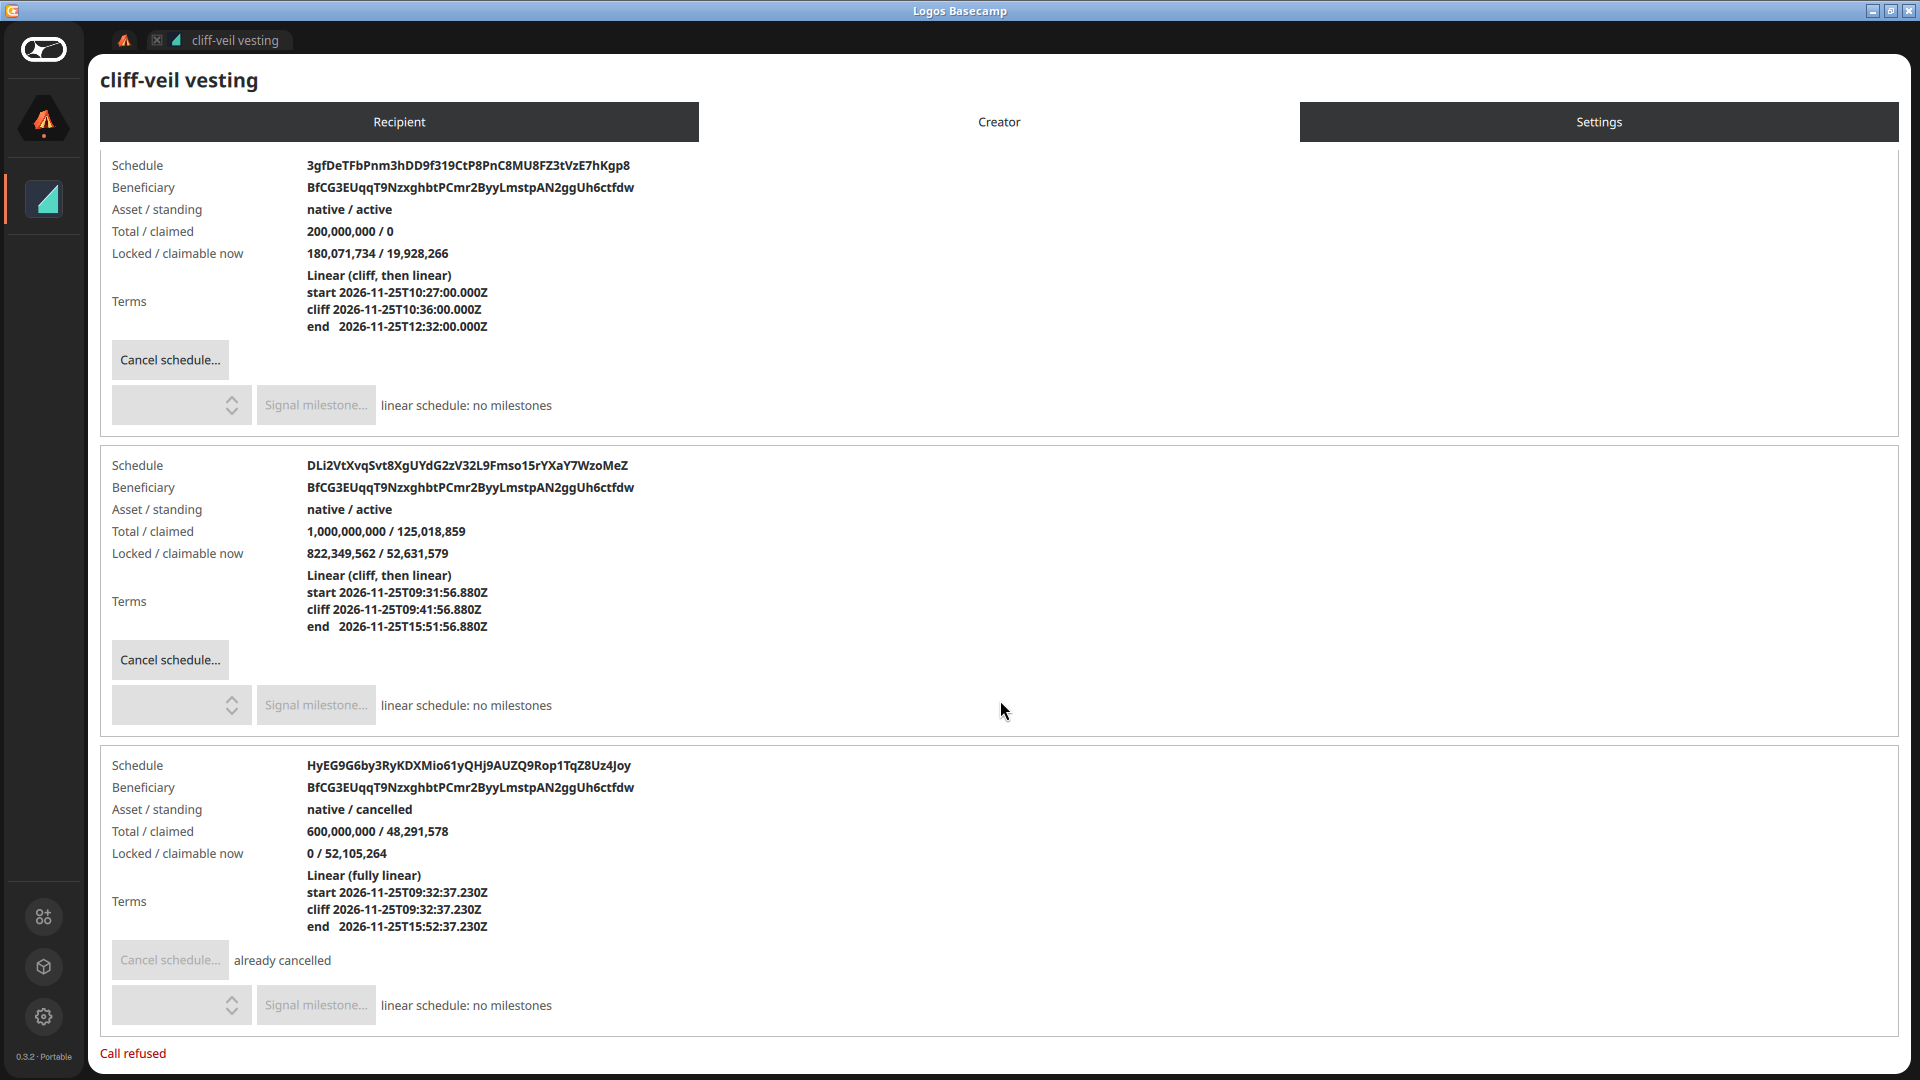 Logos Basecamp
cliff-veil vesting
cliff-veil vesting
Recipient
Creator
Settings
Schedule 3gfDeTFbPnm3hDD9f319CtP8PnC8MU8FZ3tVzE7hKgp8
Beneficiary BfCG3EUqqT9NzxghbtPCmr2ByyLmstpAN2ggUh6ctfdw
Asset / standing native / active
Total / claimed 200,000,000 / 0
Locked / claimable now 180,071,734 / 19,928,266
Terms Linear (cliff, then linear)
start 2026-11-25T10:27:00.000Z
cliff 2026-11-25T10:36:00.000Z
end 2026-11-25T12:32:00.000Z
Cancel schedule...
Signal milestone... linear schedule: no milestones
Schedule DLi2VtXvqSvt8XgUYdG2zV32L9Fmso15rYXaY7WzoMeZ
Beneficiary BfCG3EUqqT9NzxghbtPCmr2ByyLmstpAN2ggUh6ctfdw
Asset / standing native / active
Total / claimed 1,000,000,000 / 125,018,859
Locked / claimable now 822,349,562 / 52,631,579
Terms Linear (cliff, then linear)
start 2026-11-25T09:31:56.880Z
cliff 2026-11-25T09:41:56.880Z
end 2026-11-25T15:51:56.880Z
Cancel schedule...
Signal milestone... linear schedule: no milestones
Schedule HyEG9G6by3RyKDXMio61yQHj9AUZQ9Rop1TqZ8Uz4Joy
Beneficiary BfCG3EUqqT9NzxghbtPCmr2ByyLmstpAN2ggUh6ctfdw
Asset / standing native / cancelled
Total / claimed 600,000,000 / 48,291,578
Locked / claimable now 0 / 52,105,264
Terms Linear (fully linear)
start 2026-11-25T09:32:37.230Z
cliff 2026-11-25T09:32:37.230Z
end 2026-11-25T15:52:37.230Z
Cancel schedule... already cancelled
Signal milestone... linear schedule: no milestones
Call refused
0.3.2 · Portable